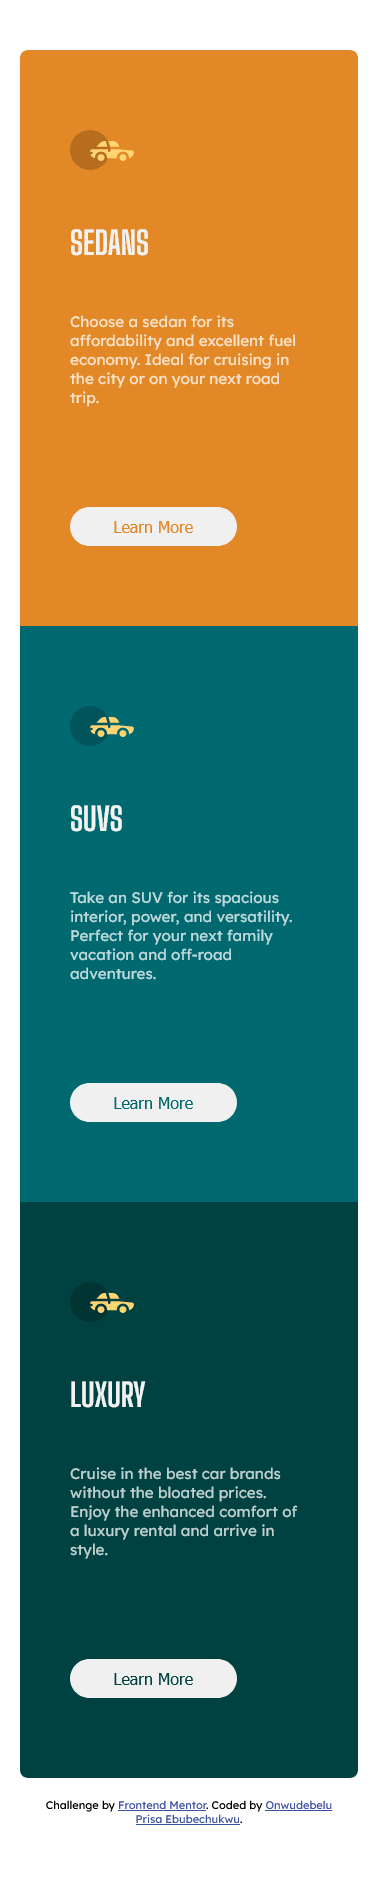 SEDANS
Choose a sedan for its
affordability and excellent fuel
economy. Ideal for cruising in
the city or on your next road
trip.
Learn More
SUVS
Take an SUV for its spacious
interior, power, and versatility.
Perfect for your next family
vacation and off-road
adventures.
Learn More
LUXURY
Cruise in the best car brands
without the bloated prices.
Enjoy the enhanced comfort of
a luxury rental and arrive in
style.
Learn More
Challenge by Frontend Mentor. Coded by Onwudebelu
Prisa Ebubechukwu.